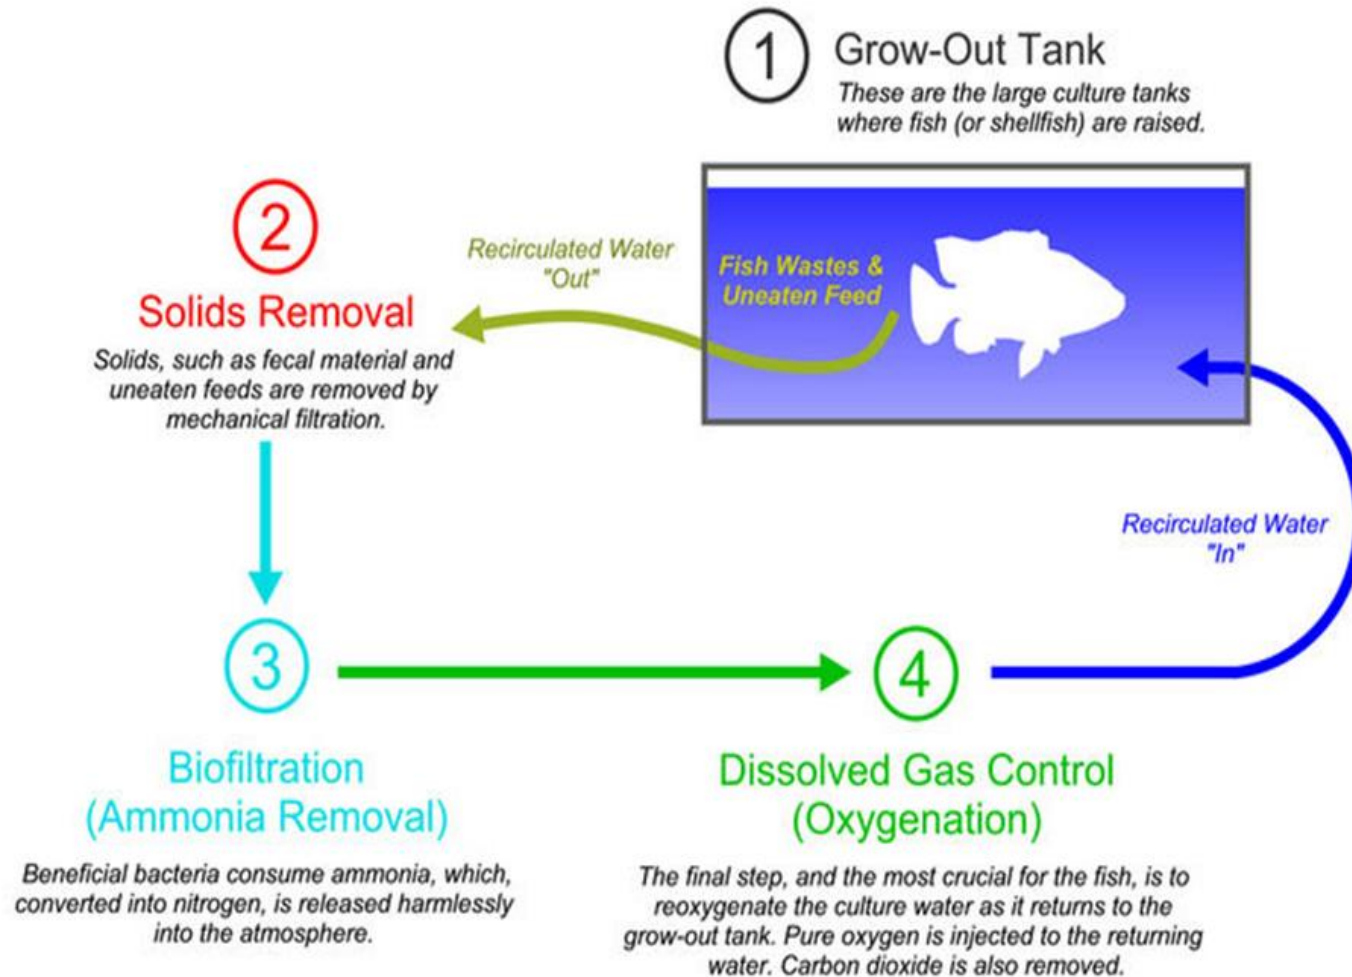 1
Grow-Out Tank
These are the large culture tanks
where fish (or shellfish) are raised.
2
Solids Removal
Solids, such as fecal material and
uneaten feeds are removed by
mechanical filtration.
Recirculated Water
"Out"
Fish Wastes &
Uneaten Feed
Recirculated Water
"In"
3
Biofiltration
(Ammonia Removal)
Beneficial bacteria consume ammonia, which,
converted into nitrogen, is released harmlessly
into the atmosphere.
4
Dissolved Gas Control
(Oxygenation)
The final step, and the most crucial for the fish, is to
reoxygenate the culture water as it returns to the
grow-out tank. Pure oxygen is injected to the returning
water. Carbon dioxide is also removed.